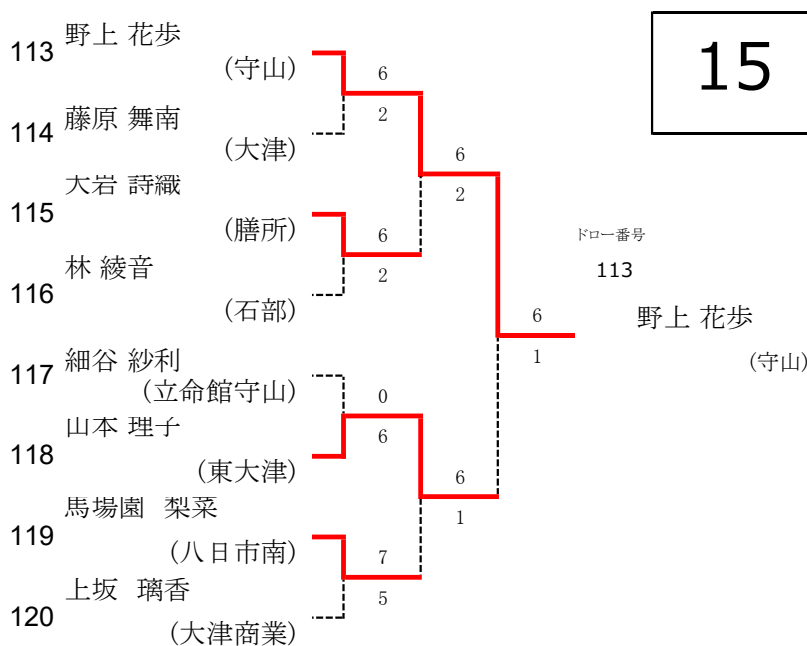 15
113 野上 花歩
(守山)
6
2
114 藤原 舞南
(大津)
6
2
115 大岩 詩織
(膳所)
6
2
116 林 綾音
(石部)
ドロー番号
113
野上 花歩
(守山)
6
1
117 細谷 紗利
(立命館守山)
0
6
118 山本 理子
(東大津)
6
1
119 馬場園 梨菜
(八日市南)
7
5
120 上坂 璃香
(大津商業)